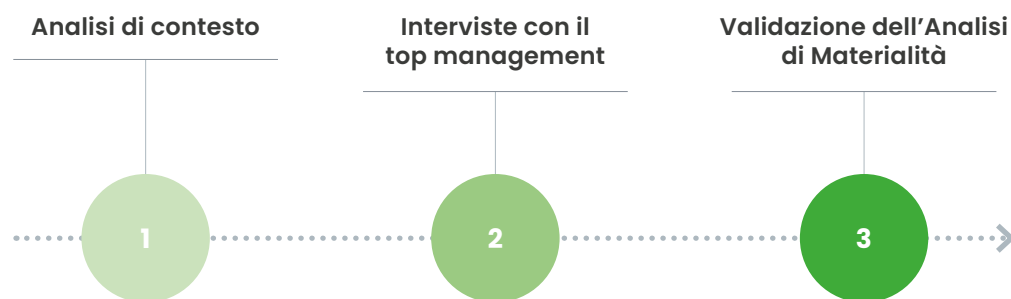 Analisi di contesto
Interviste con il
top management
Validazione dell’Analisi
di Materialità
1
2
3